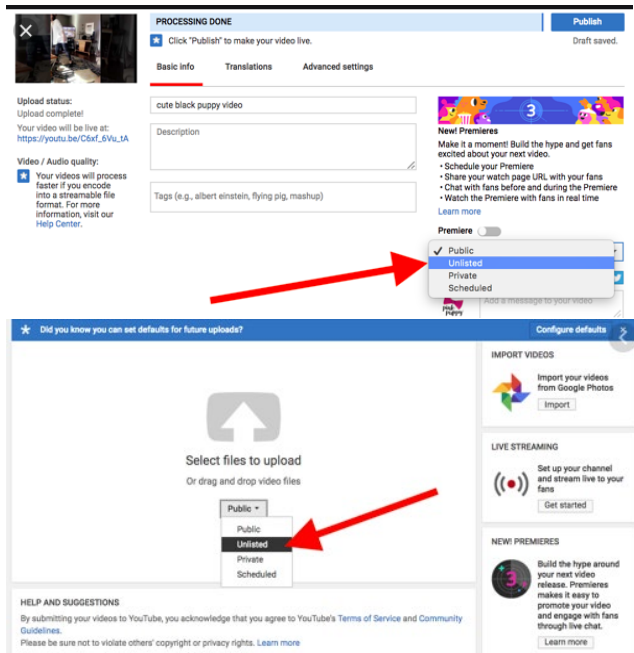 PROCESSING DONE
Publish
Click "Publish" to make your video live.
Draft saved.
Basic info
Translations
Advanced settings
Upload status:
Upload complete!
Your video will be live at:
https://youtu.be/C6xf_6Vu_tA
Video / Audio quality:
Your videos will process
faster if you encode
into a streamable file
format. For more
information, visit our
Help Center.
cute black puppy video
Description
Tags (e.g., albert einstein, flying pig, mashup)
3
New! Premieres
Make it a moment! Build the hype and get fans
excited about your next video.
• Schedule your Premiere
• Share your watch page URL with your fans
• Chat with fans before and during the Premiere
• Watch the Premiere with fans in real time
Learn more
Premiere
✓ Public
Unlisted
Private
Scheduled
Add a message to your video
pink
puppy
Did you know you can set defaults for future uploads?
Configure defaults
x
Select files to upload
Or drag and drop video files
Public
Public
Unlisted
Private
Scheduled
IMPORT VIDEOS
Import your videos
from Google Photos
Import
LIVE STREAMING
Set up your channel
and stream live to your
fans
Get started
NEW! PREMIERES
3
Build the hype around
your next video
release. Premieres
makes it easy to
promote your video
and engage with fans
through live chat.
Learn more
HELP AND SUGGESTIONS
By submitting your videos to YouTube, you acknowledge that you agree to YouTube's Terms of Service and Community
Guidelines.
Please be sure not to violate others' copyright or privacy rights. Learn more